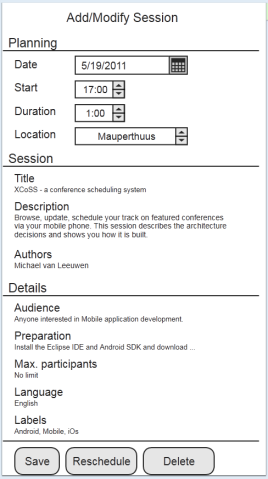 Add/Modify Session
Planning
Date 5/19/2011
Start 17:00
Duration 1:00
Location Mauperthuus
Session
Title
XCoSS - a conference scheduling system
Description
Browse, update, schedule your track on featured conferences
via your mobile phone. This session describes the architecture
decisions and shows you how it is built.
Authors
Michael van Leeuwen
Details
Audience
Anyone interested in Mobile application development.
Preparation
Install the Eclipse IDE and Android SDK and download ...
Max. participants
No limit
Language
English
Labels
Android, Mobile, iOs
Save Reschedule Delete